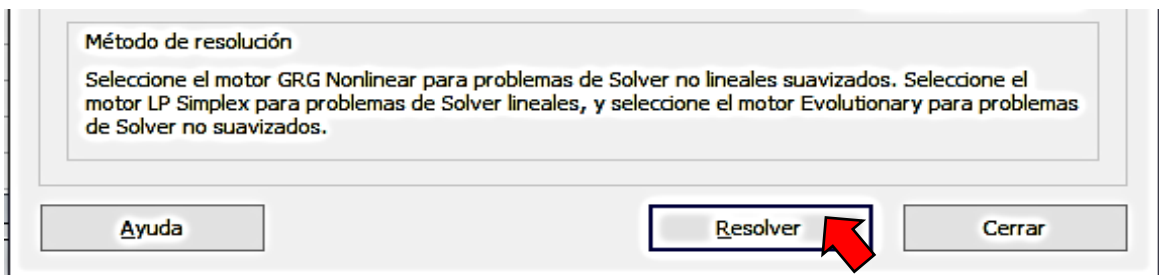 Método de resolución
Seleccione el motor GRG Nonlinear para problemas de Solver no lineales suavizados. Seleccione el
motor LP Simplex para problemas de Solver lineales, y seleccione el motor Evolutionary para problemas
de Solver no suavizados.
Ayuda
Resolver
Cerrar